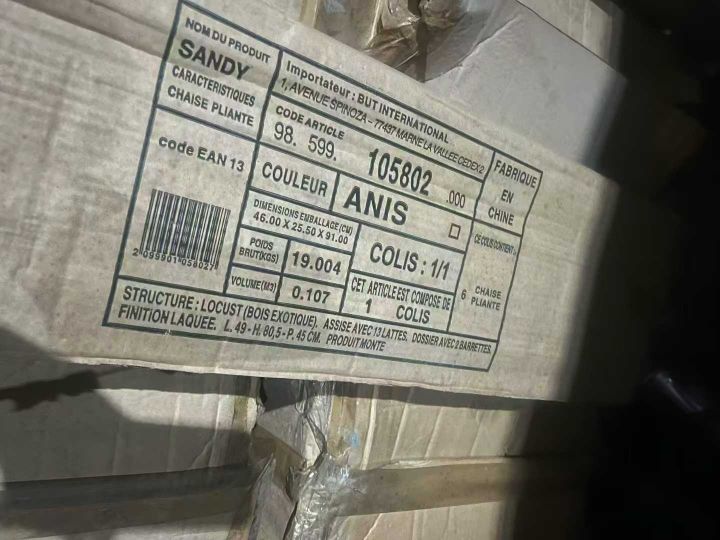 NOM DU PRODUIT
SANDY
CARACTERISTIQUES
CHAISE PLIANTE
Importateur : BUT INTERNATIONAL
1, AVENUE SPINOZA - 77437 MARNE LA VALLEE CEDEX 2
CODE ARTICLE
98. 599. 105802 .000
FABRIQUE
EN
CHINE
code EAN 13
2 099901 058027
COULEUR
ANIS
DIMENSIONS EMBALLAGE (CM)
46.00 X 25.50 X 91.00
POIDS
BRUT(KGS)
19.004
VOLUME(M3)
0.107
COLIS : 1/1
CET ARTICLE EST COMPOSE DE
1 COLIS
CE COLIS CONTIENT :
6 CHAISE
PLIANTE
STRUCTURE : LOCUST (BOIS EXOTIQUE). ASSISE AVEC 13 LATTES. DOSSIER AVEC 2 BARRETTES.
FINITION LAQUEE. L. 49 - H. 80,5 - P. 45 CM. PRODUIT MONTE